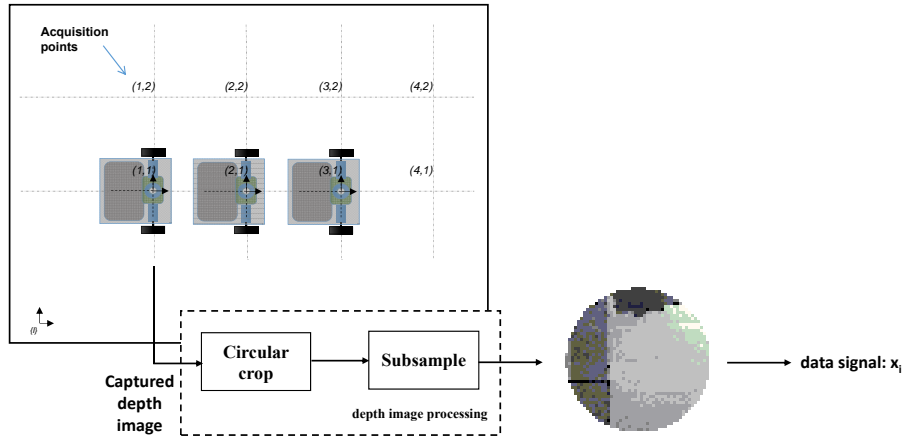 Acquisition
points
(1,2) (2,2) (3,2) (4,2)
(1,1) (2,1) (3,1) (4,1)
(I)
Captured
depth
image
Circular
crop
Subsample
depth image processing
data signal: xi